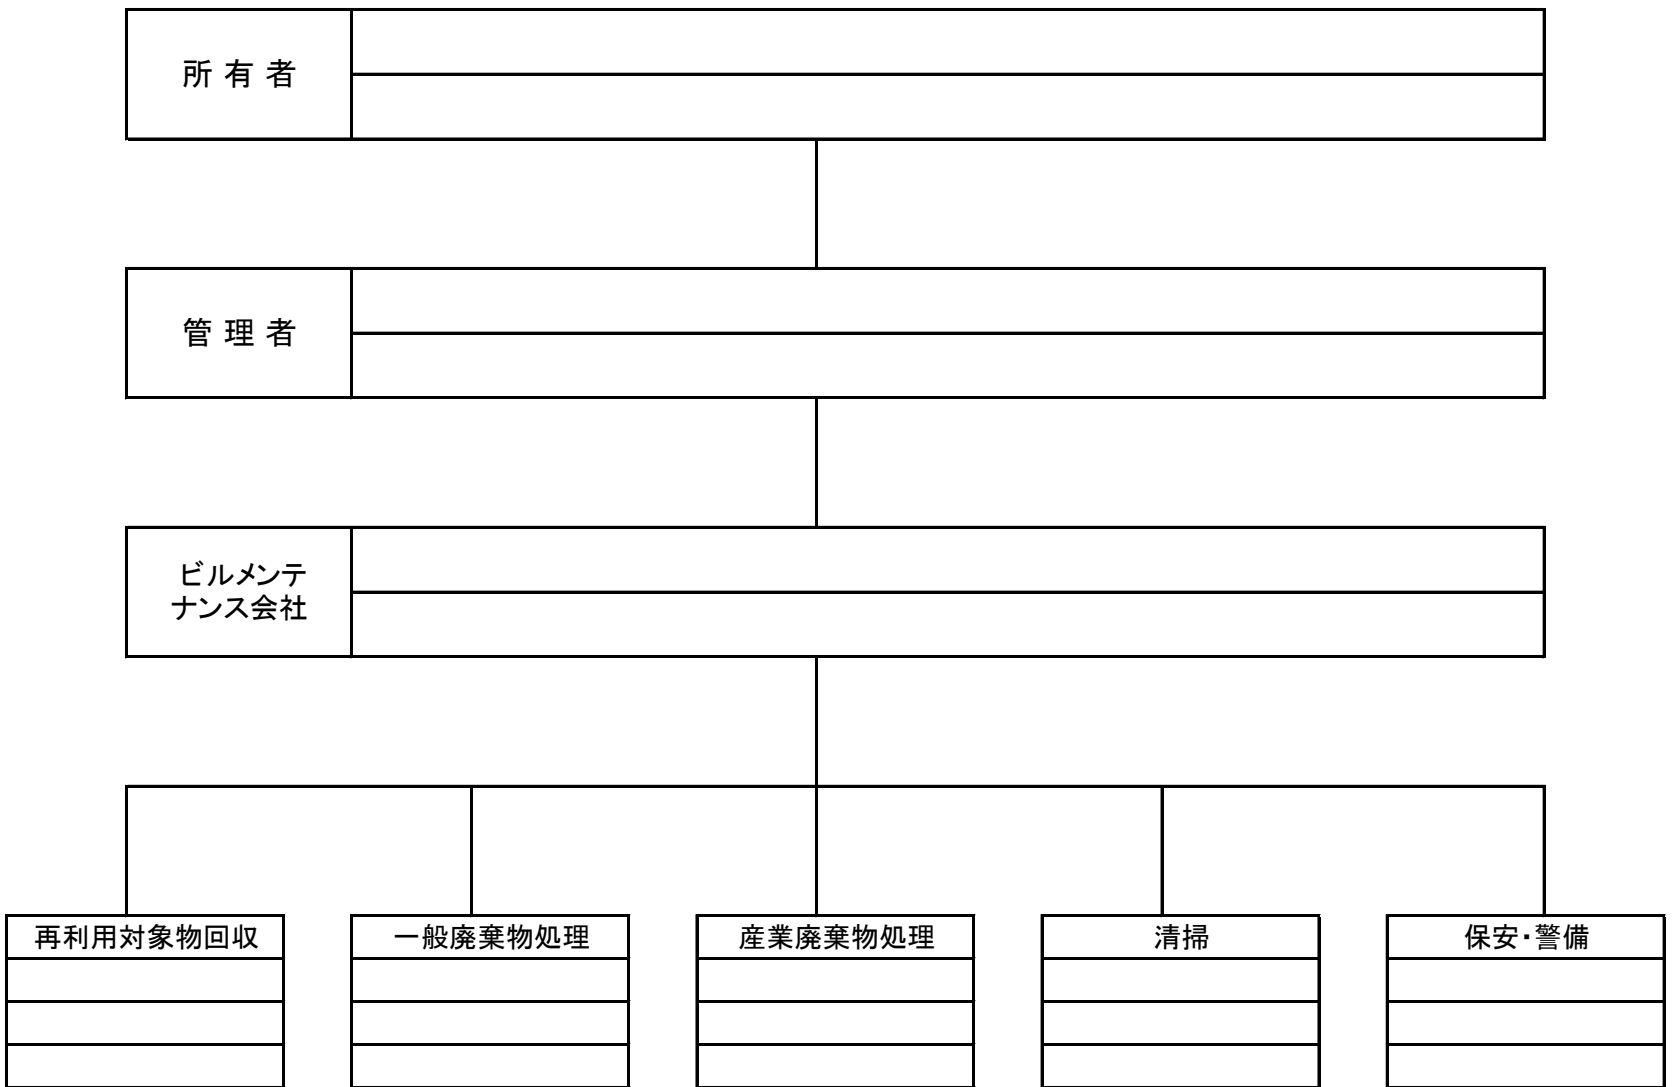 所有者
管理者
ビルメンテ
ナンス会社
再利用対象物回収
一般廃棄物処理
産業廃棄物処理
清掃
保安・警備